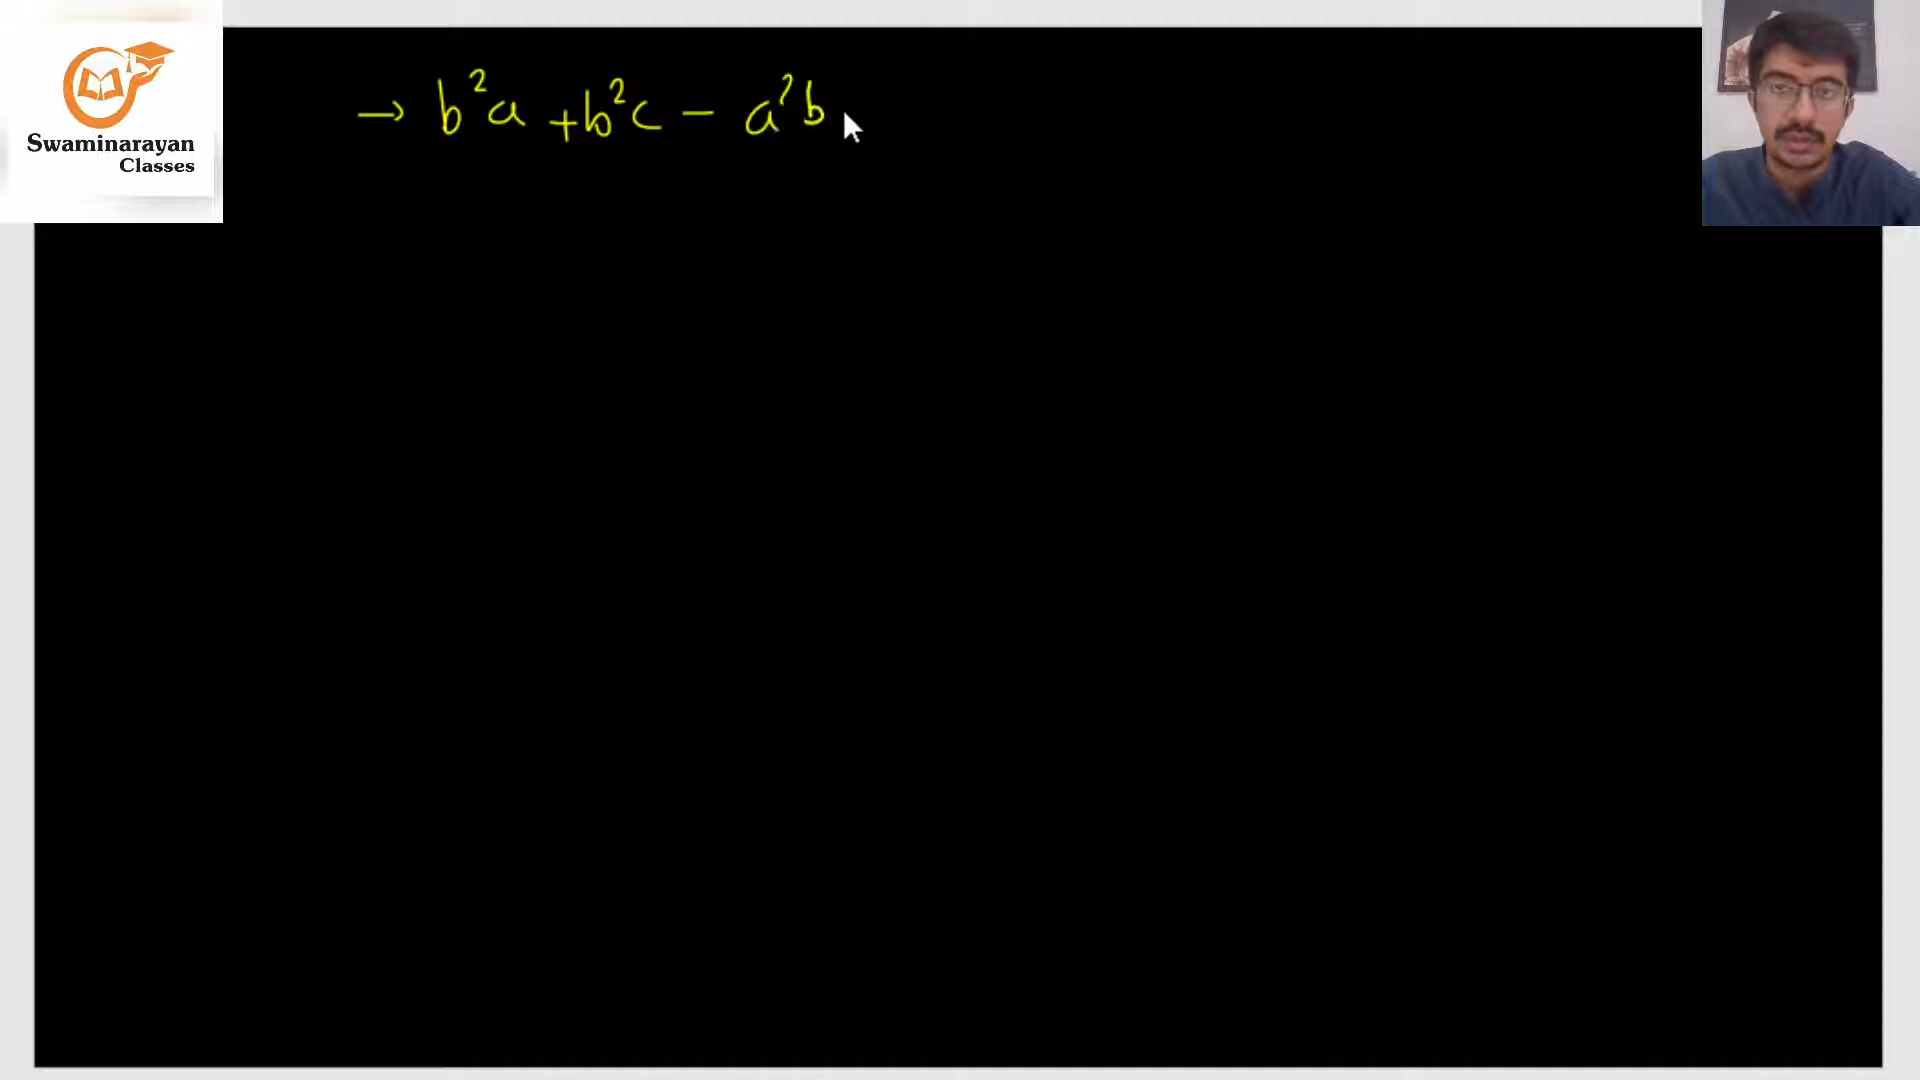 Swaminarayan
Classes
→ b²a + b²c - a²b